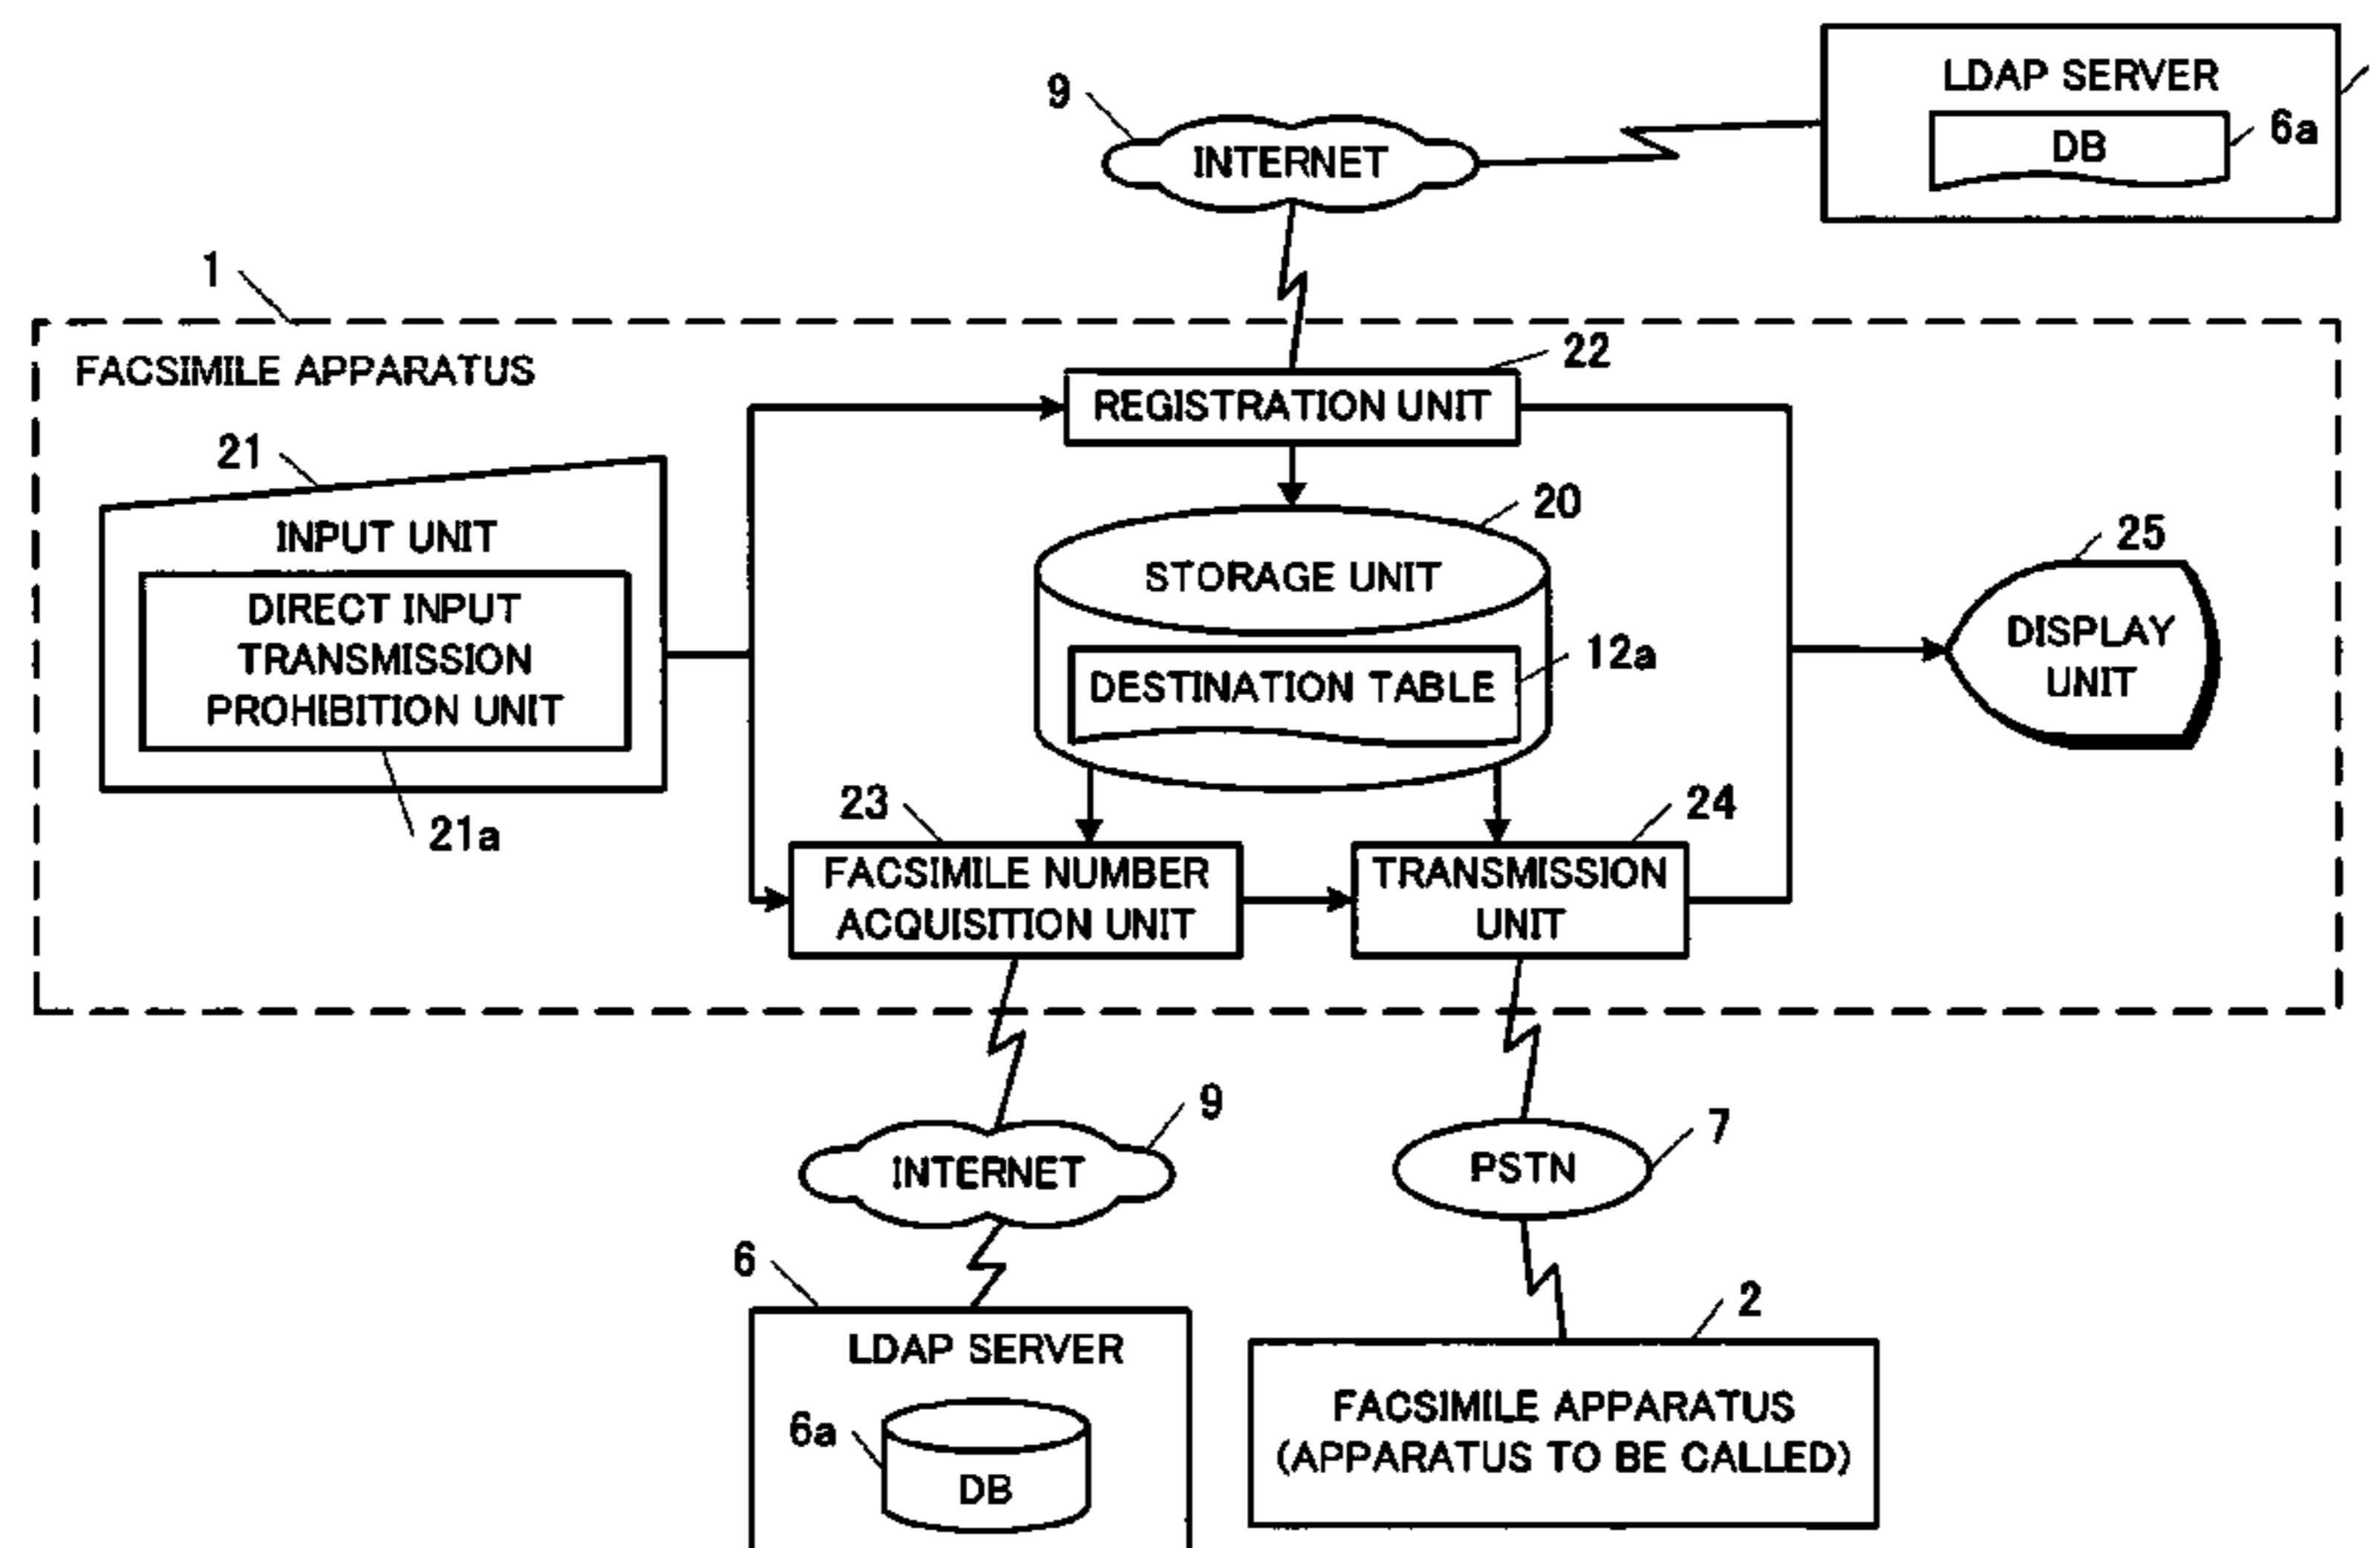 LDAP SERVER
9
6a
INTERNET
DB
1
FACSIMILE APPARATUS
22
REGISTRATION UNIT
21
20
INPUT UNIT
STORAGE UNIT
25
DIRECT INPUT
TRANSMISSION
PROHIBITION UNIT
12a
DESTINATION TABLE
DISPLAY
UNIT
21a
23
24
FACSIMILE NUMBER
ACQUISITION UNIT
TRANSMISSION
UNIT
9
7
INTERNET
PSTN
6
2
LDAP SERVER
6a
DB
FACSIMILE APPARATUS
(APPARATUS TO BE CALLED)